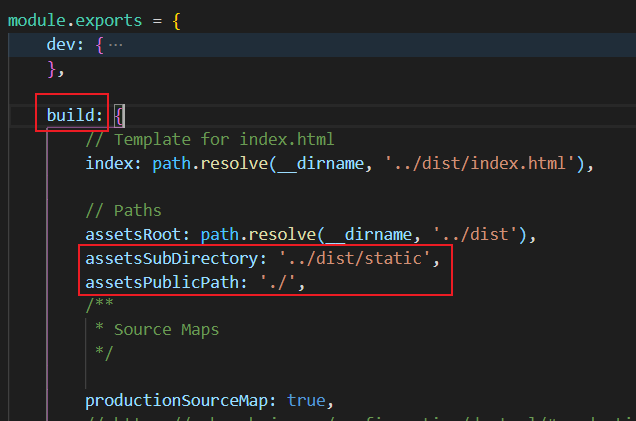 module.exports = {
dev: {···
},
build: {
// Template for index.html
index: path.resolve(__dirname, '../dist/index.html'),
// Paths
assetsRoot: path.resolve(__dirname, '../dist'),
assetsSubDirectory: '../dist/static',
assetsPublicPath: './',
/**
* Source Maps
*/
productionSourceMap: true,